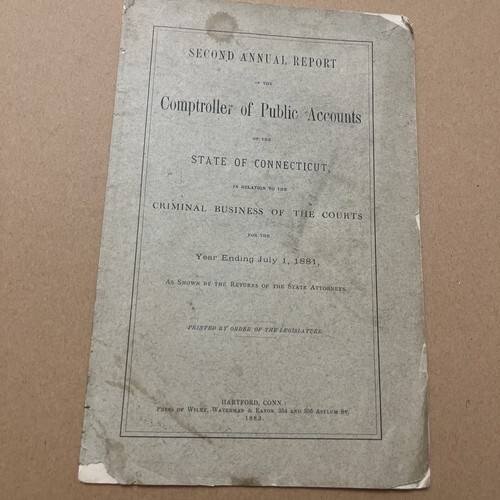 SECOND ANNUAL REPORT
OF THE
Comptroller of Public Accounts
OF THE
STATE OF CONNECTICUT,
IN RELATION TO THE
CRIMINAL BUSINESS OF THE COURTS
FOR THE
Year Ending July 1, 1881,
AS SHOWN BY THE RETURNS OF THE STATE ATTORNEYS.
PRINTED BY ORDER OF THE LEGISLATURE.
HARTFORD, CONN.:
PRESS OF WILEY, WATERMAN & EATON, 334 AND 336 ASYLUM ST.
1883.